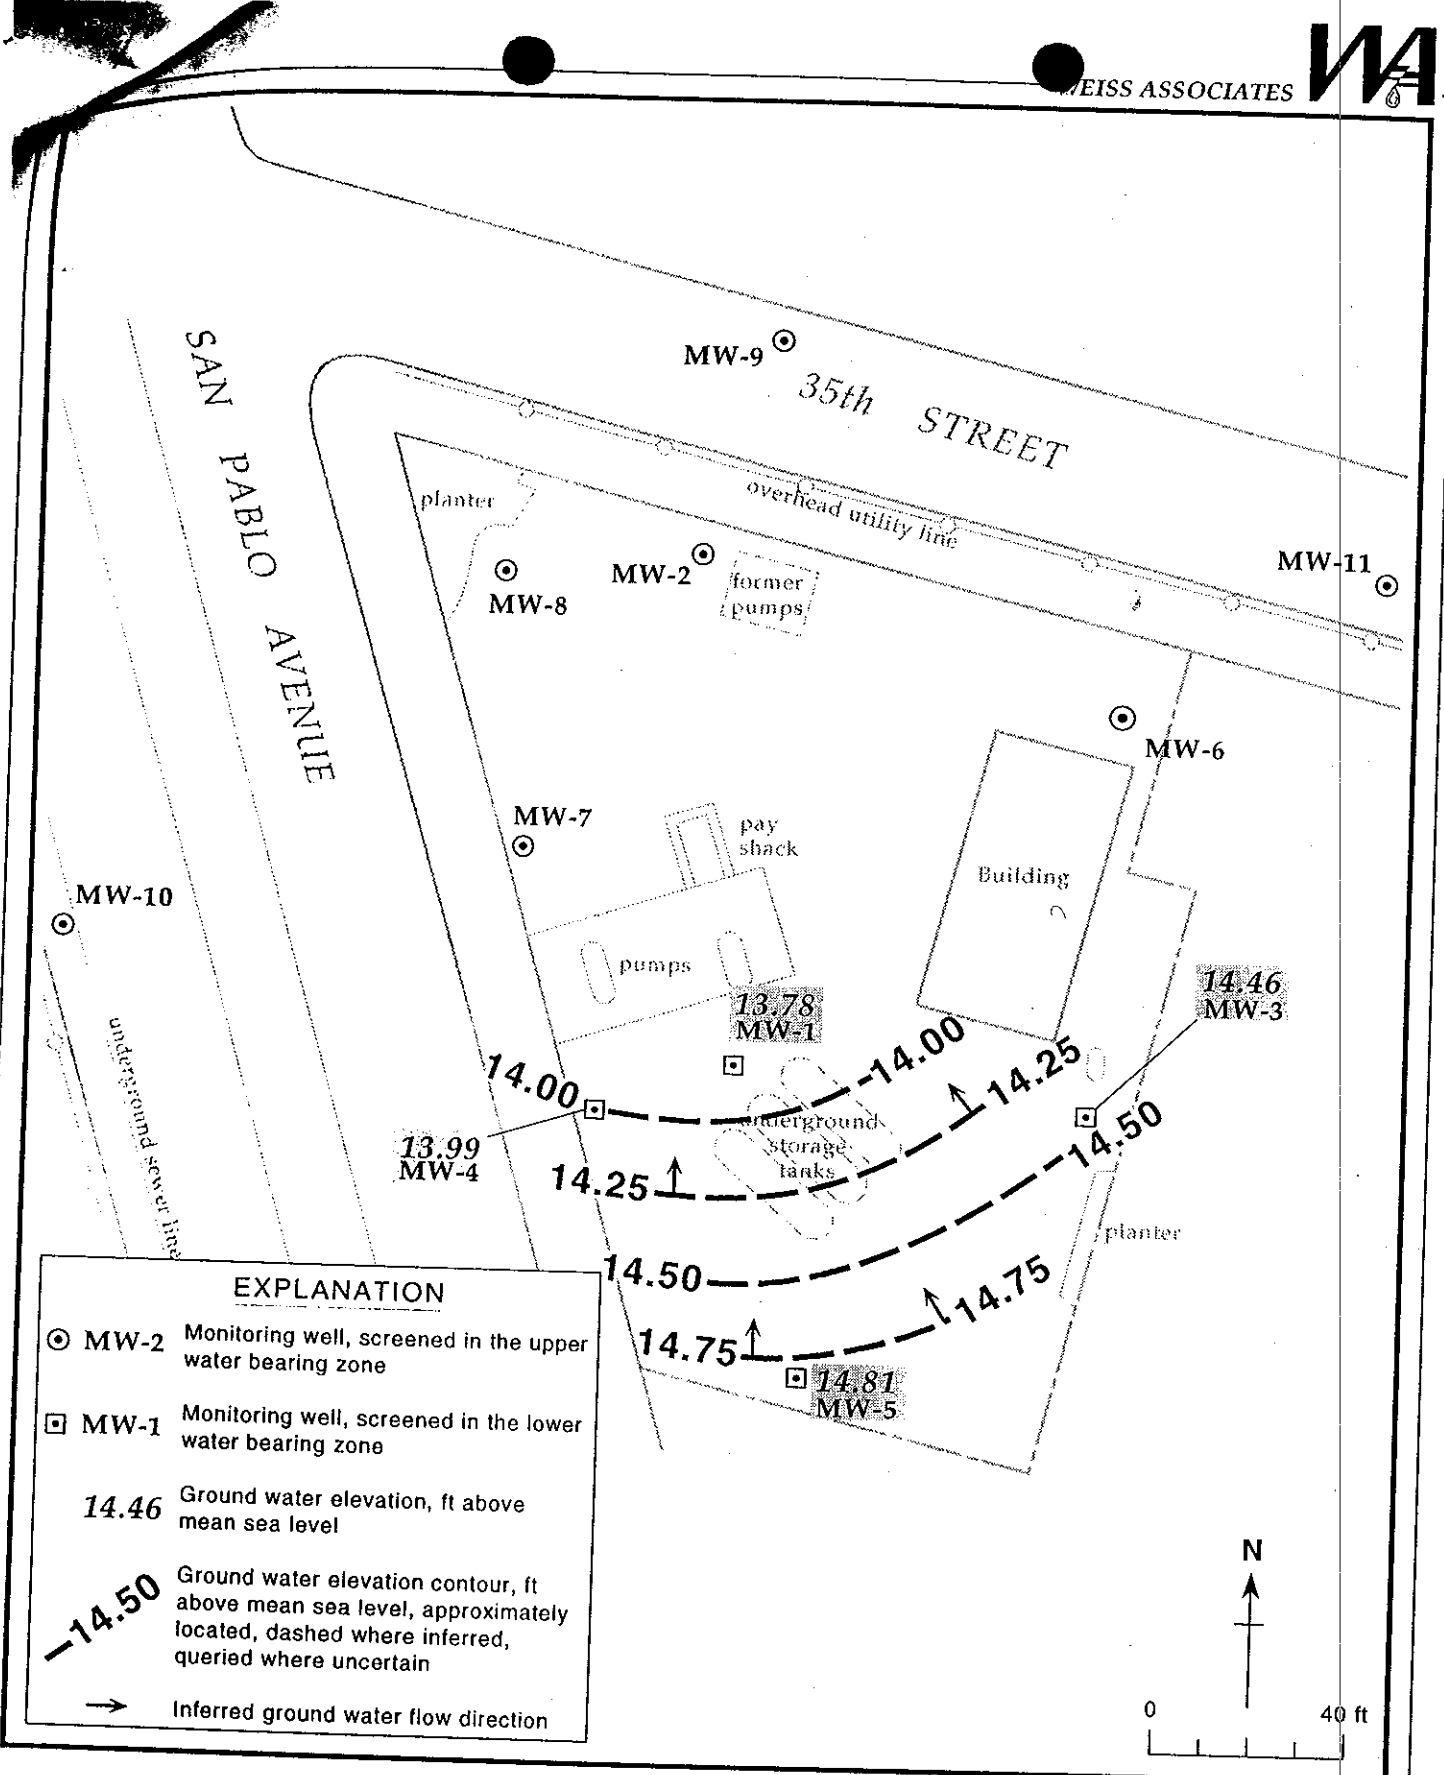 WEISS ASSOCIATES
WA
SAN PABLO AVENUE
MW-9
35th STREET
overhead utility line
planter
MW-8
MW-2
former
pumps
MW-11
MW-6
MW-7
pay
shack
Building
MW-10
pumps
underground sewer line
13.78
MW-1
14.46
MW-3
14.00
14.00
14.25
13.99
MW-4
underground
storage
tanks
14.50
14.25
planter
14.50
14.75
14.75
14.81
MW-5
EXPLANATION
MW-2 Monitoring well, screened in the upper
water bearing zone
MW-1 Monitoring well, screened in the lower
water bearing zone
14.46 Ground water elevation, ft above
mean sea level
14.50 Ground water elevation contour, ft
above mean sea level, approximately
located, dashed where inferred,
queried where uncertain
Inferred ground water flow direction
N
0 40 ft